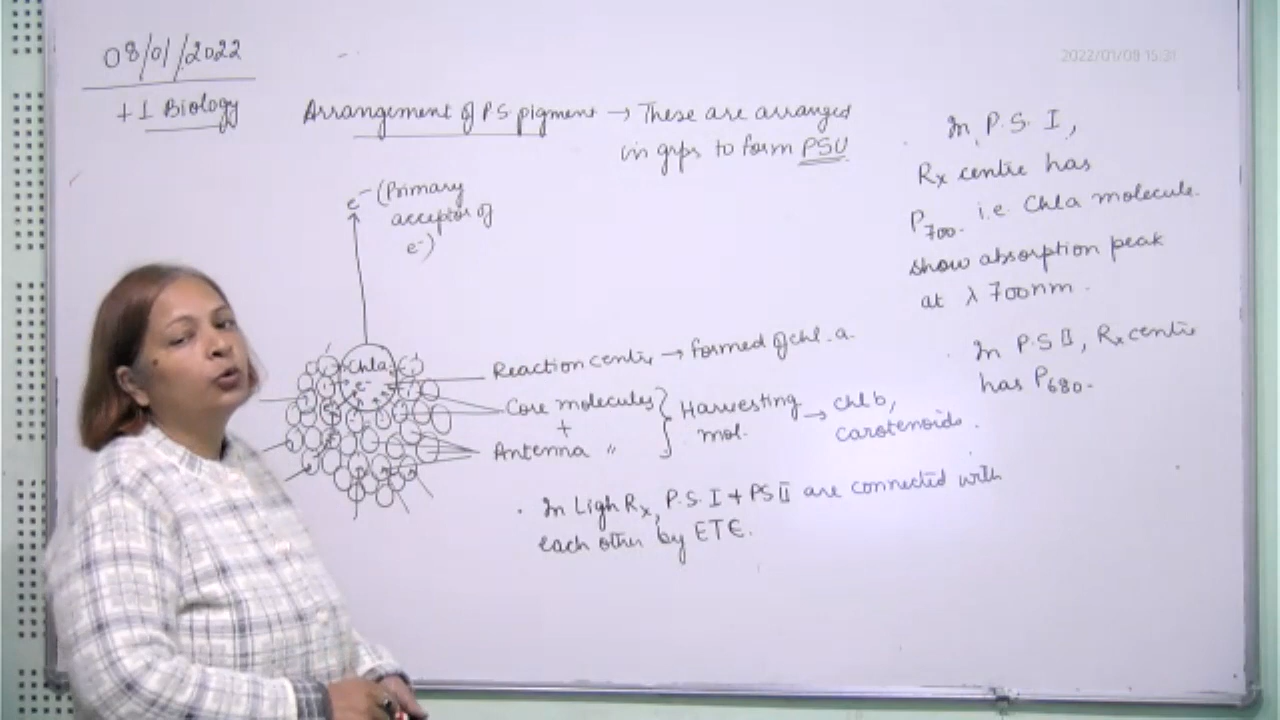 08/01/2022
+1 Biology
2022/01/08 15:31
Arrangement of P.S. pigment → These are arranged
in grps to form PSU
e⁻ (Primary
acceptor of
e⁻)
Chla
e⁻
Reaction centre → formed of chl. a.
Core molecules
+
Antenna "
} Harvesting
mol.
→ Chl b,
carotenoids.
. In Ligh Rx, P.S. I + PS II are connected with
each other by ETC.
. In P.S. I,
Rx centre has
P700. i.e. Chla molecule
show absorption peak
at λ 700nm.
. In P.S II, Rx centre
has P680.